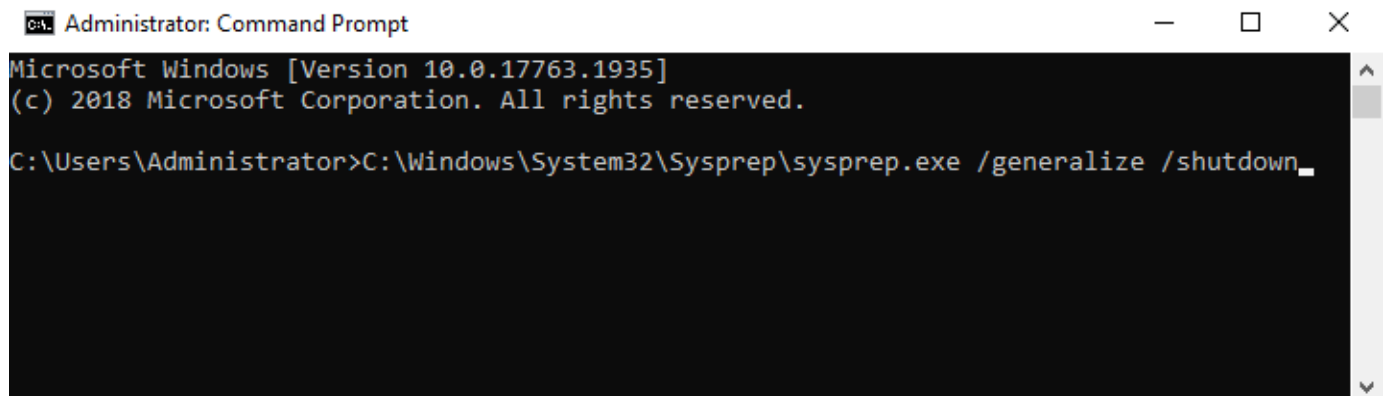 Administrator: Command Prompt
Microsoft Windows [Version 10.0.17763.1935]
(c) 2018 Microsoft Corporation. All rights reserved.
C:\Users\Administrator>C:\Windows\System32\Sysprep\sysprep.exe /generalize /shutdown